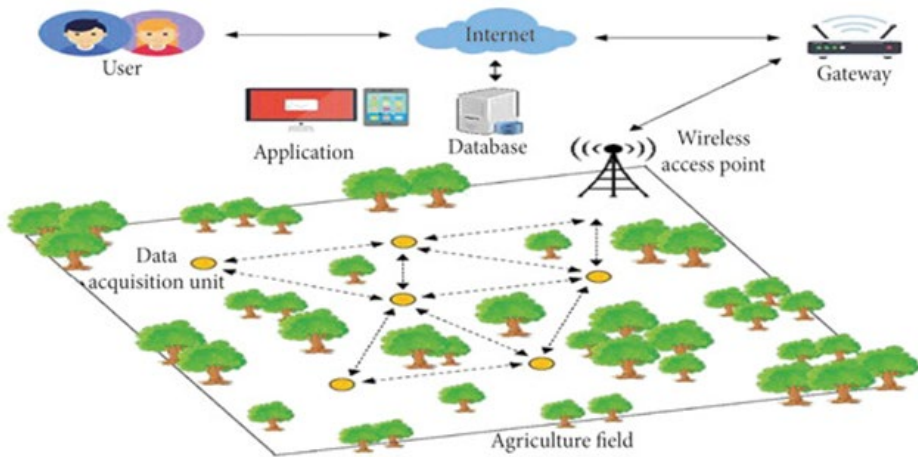 Internet
User
Gateway
Application
Database
Wireless
access point
Data
acquisition unit
Agriculture field